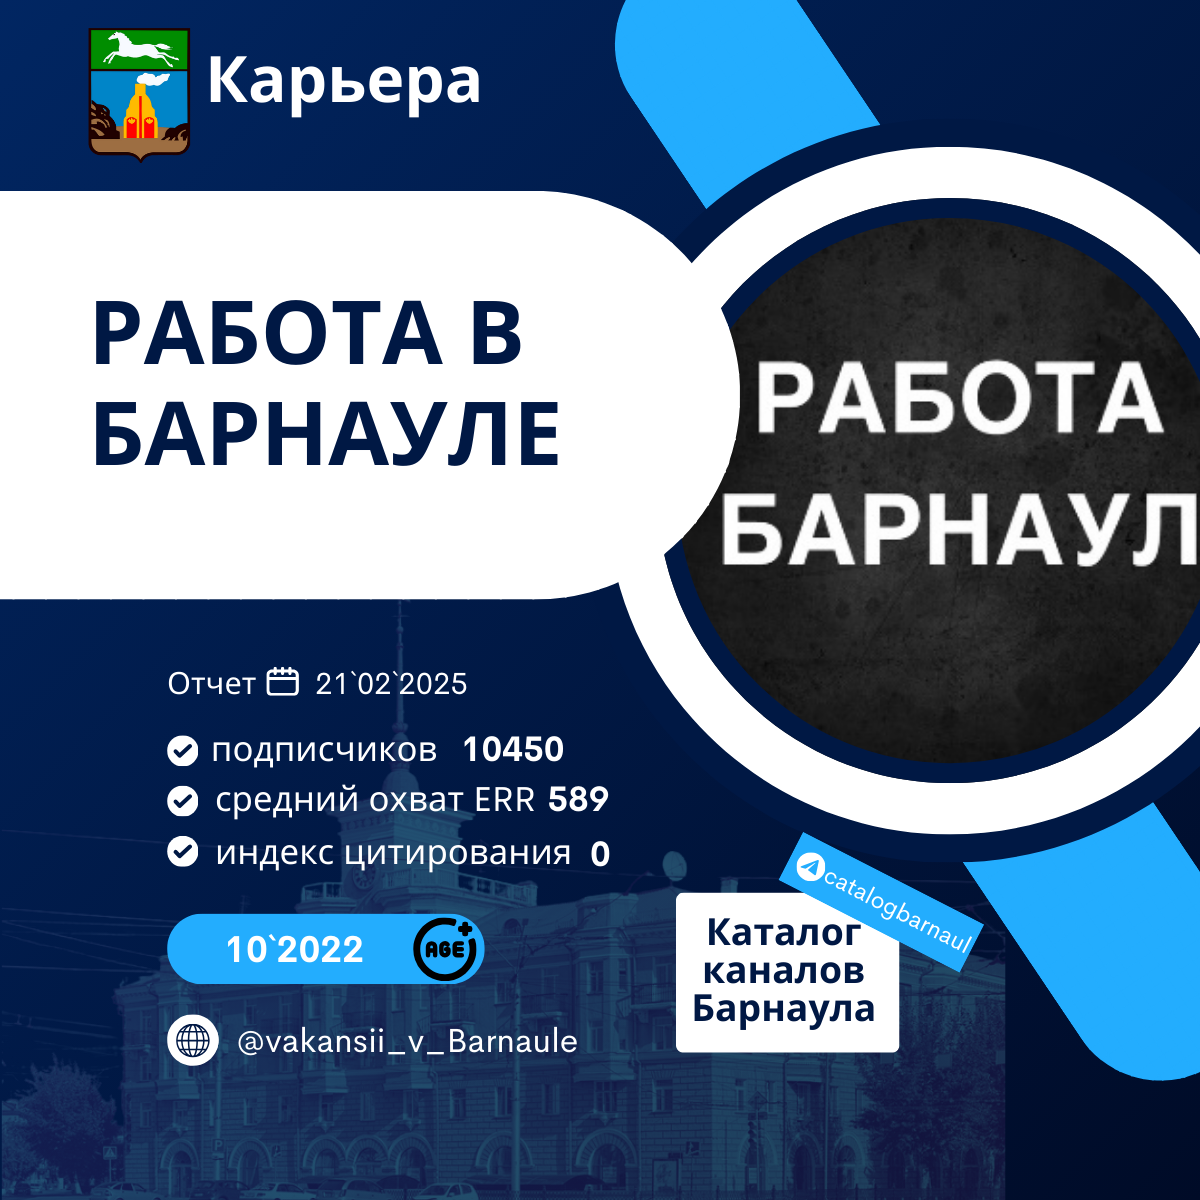 Карьера
РАБОТА В
БАРНАУЛЕ
РАБОТА
БАРНАУЛ
Отчет 21`02`2025
подписчиков 10450
средний охват ERR 589
индекс цитирования 0
10`2022 AGE+
@vakansii_v_Barnaule
catalogbarnaul
Каталог
каналов
Барнаула